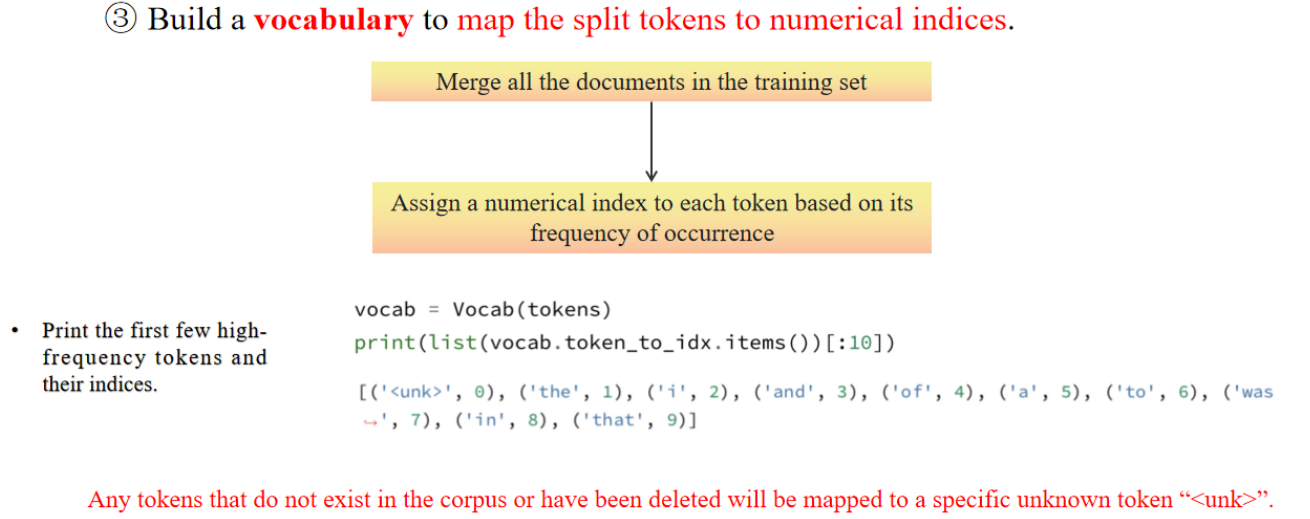 ③ Build a vocabulary to map the split tokens to numerical indices.
Merge all the documents in the training set
Assign a numerical index to each token based on its
frequency of occurrence
• Print the first few high-
frequency tokens and
their indices.
vocab = Vocab(tokens)
print(list(vocab.token_to_idx.items())[:10])
[('<unk>', 0), ('the', 1), ('i', 2), ('and', 3), ('of', 4), ('a', 5), ('to', 6), ('was
↪', 7), ('in', 8), ('that', 9)]
Any tokens that do not exist in the corpus or have been deleted will be mapped to a specific unknown token “<unk>”.